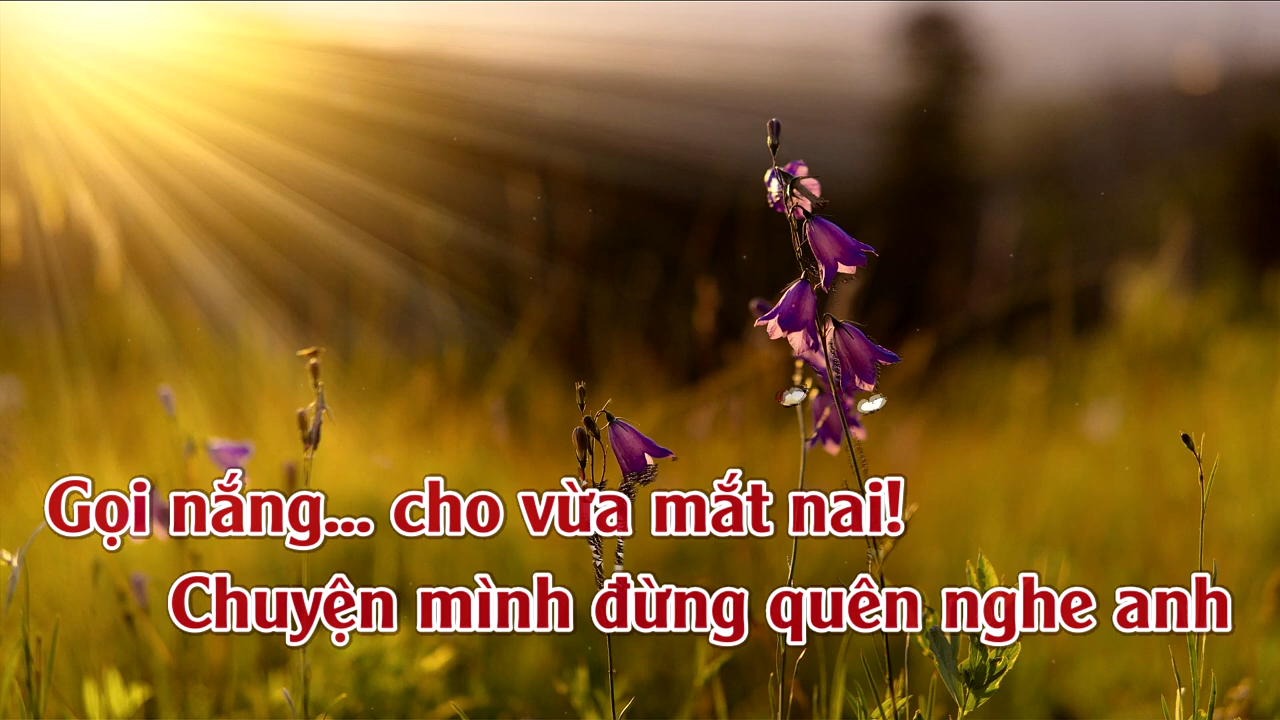 Gọi nắng... cho vừa mắt nai!
Chuyện mình đừng quên nghe anh